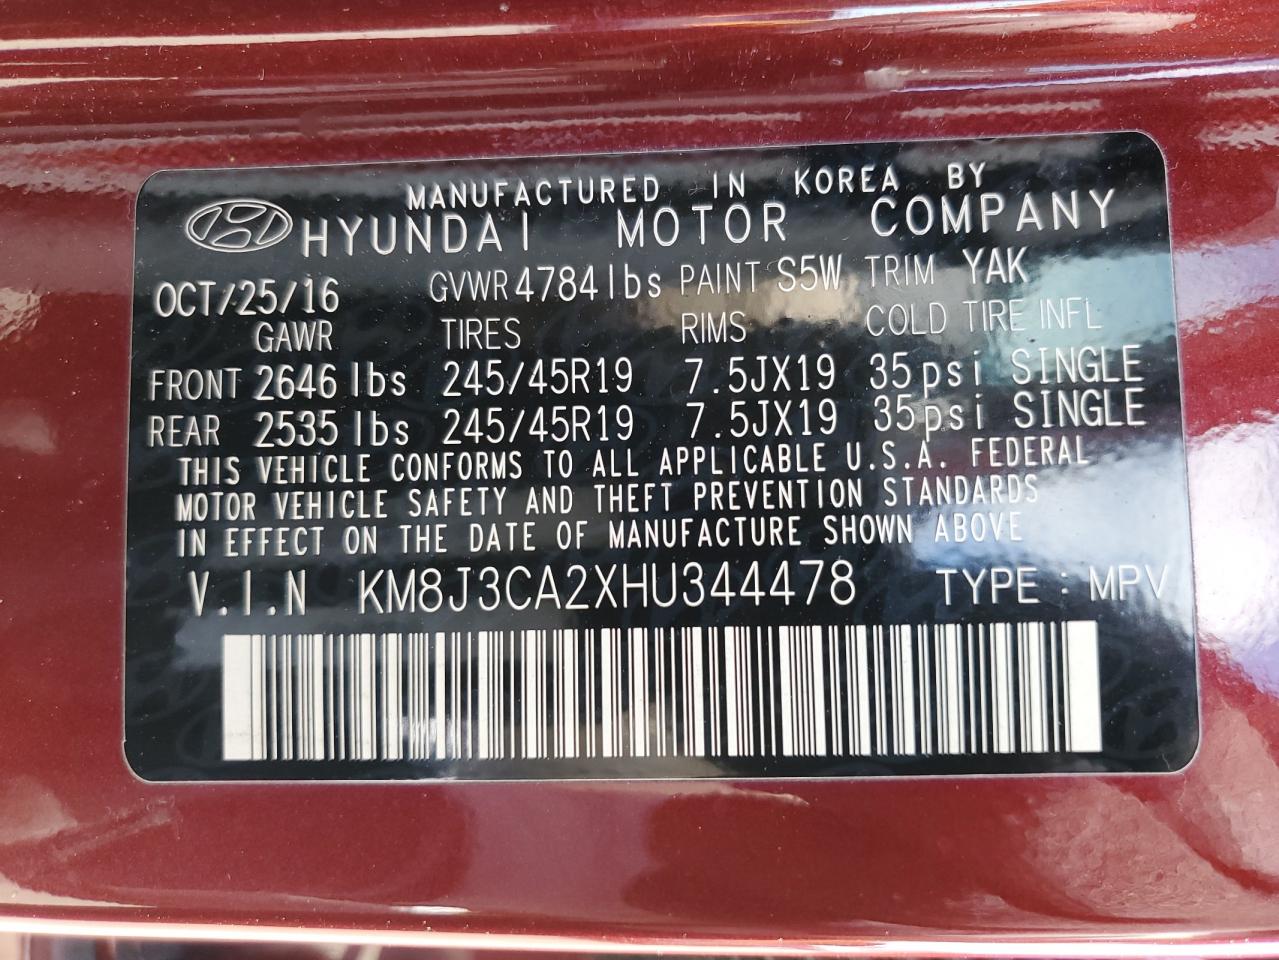 MANUFACTURED IN KOREA BY
HYUNDAI MOTOR COMPANY
OCT/25/16 GVWR 4784 lbs PAINT S5W TRIM YAK
GAWR TIRES RIMS COLD TIRE INFL
FRONT 2646 lbs 245/45R19 7.5JX19 35psi SINGLE
REAR 2535 lbs 245/45R19 7.5JX19 35psi SINGLE
THIS VEHICLE CONFORMS TO ALL APPLICABLE U.S.A. FEDERAL
MOTOR VEHICLE SAFETY AND THEFT PREVENTION STANDARDS
IN EFFECT ON THE DATE OF MANUFACTURE SHOWN ABOVE
V.I.N KM8J3CA2XHU344478 TYPE : MPV